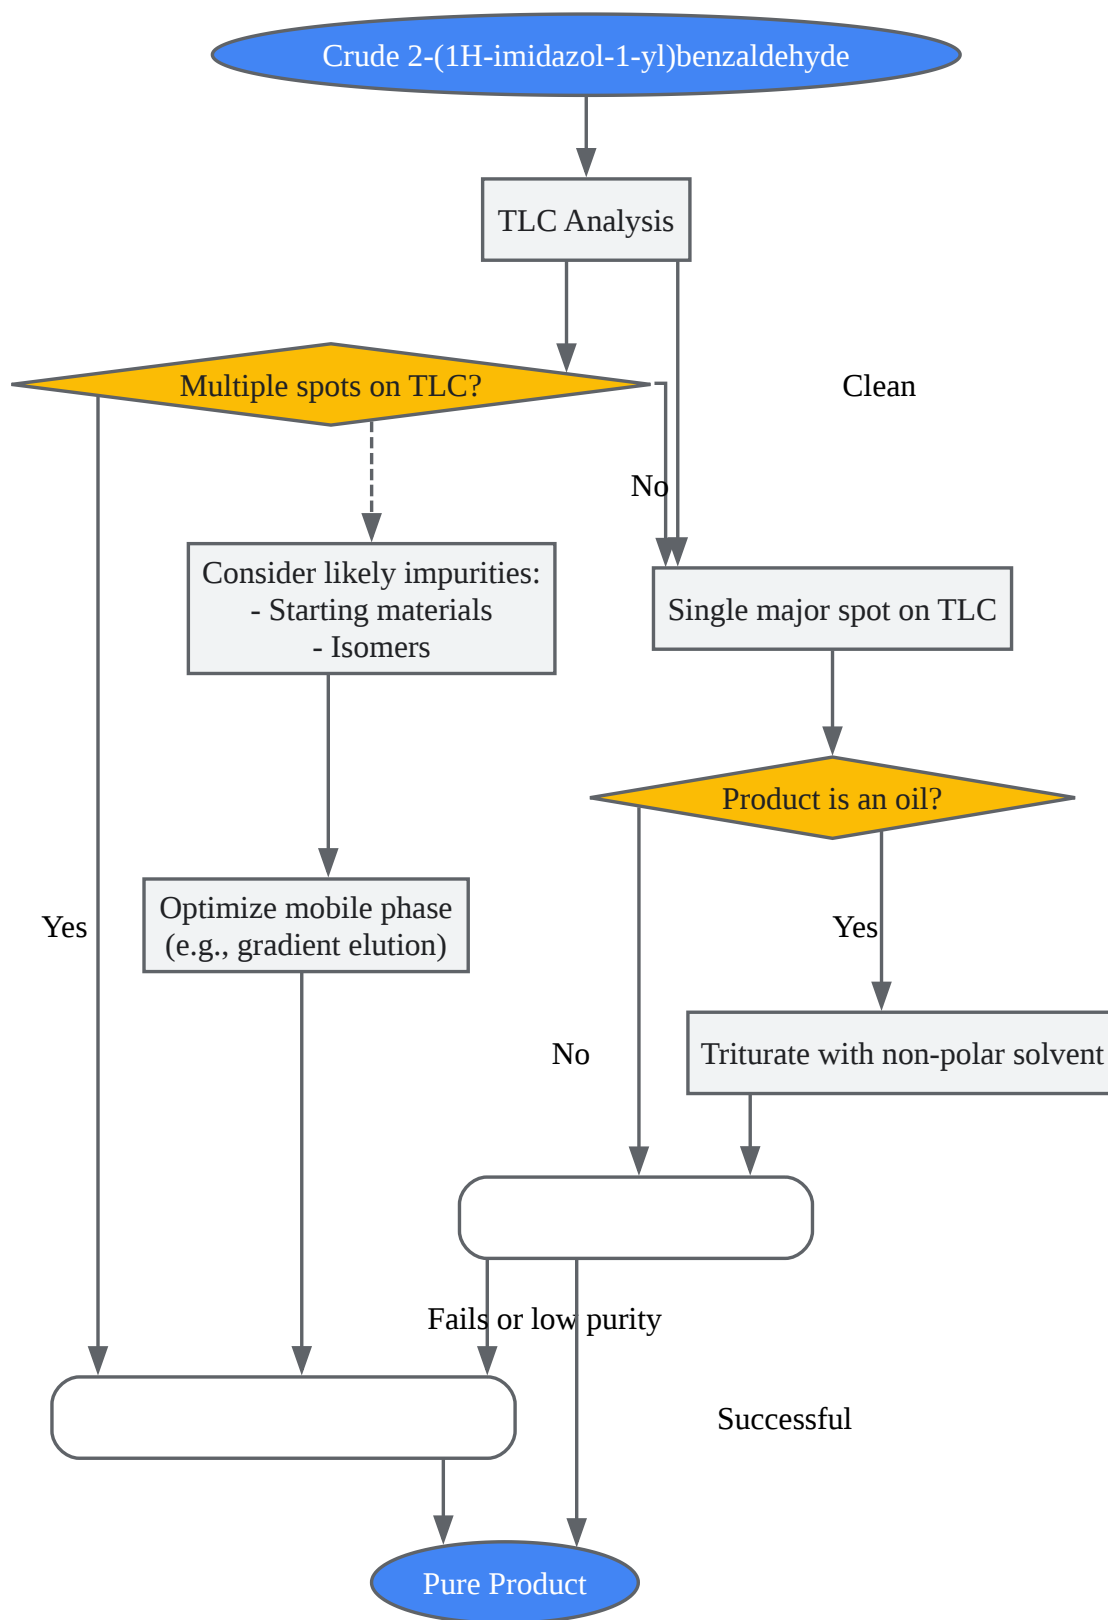 Crude 2-(1H-imidazol-1-yl)benzaldehyde
TLC Analysis
Multiple spots on TLC?
Clean
No
Consider likely impurities:
- Starting materials
- Isomers
Single major spot on TLC
Product is an oil?
Optimize mobile phase
(e.g., gradient elution)
Yes
Yes
No
Triturate with non-polar solvent
Fails or low purity
Successful
Pure Product